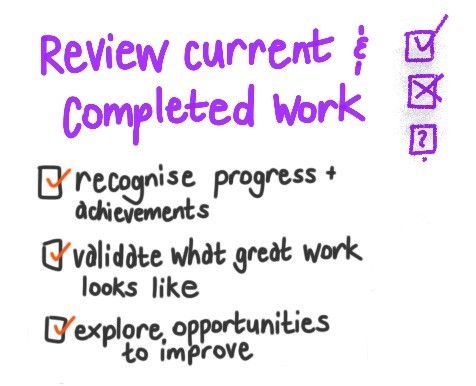 Review current &
Completed Work
?
recognise progress +
achievements
validate what great work
looks like
explore opportunities
to improve